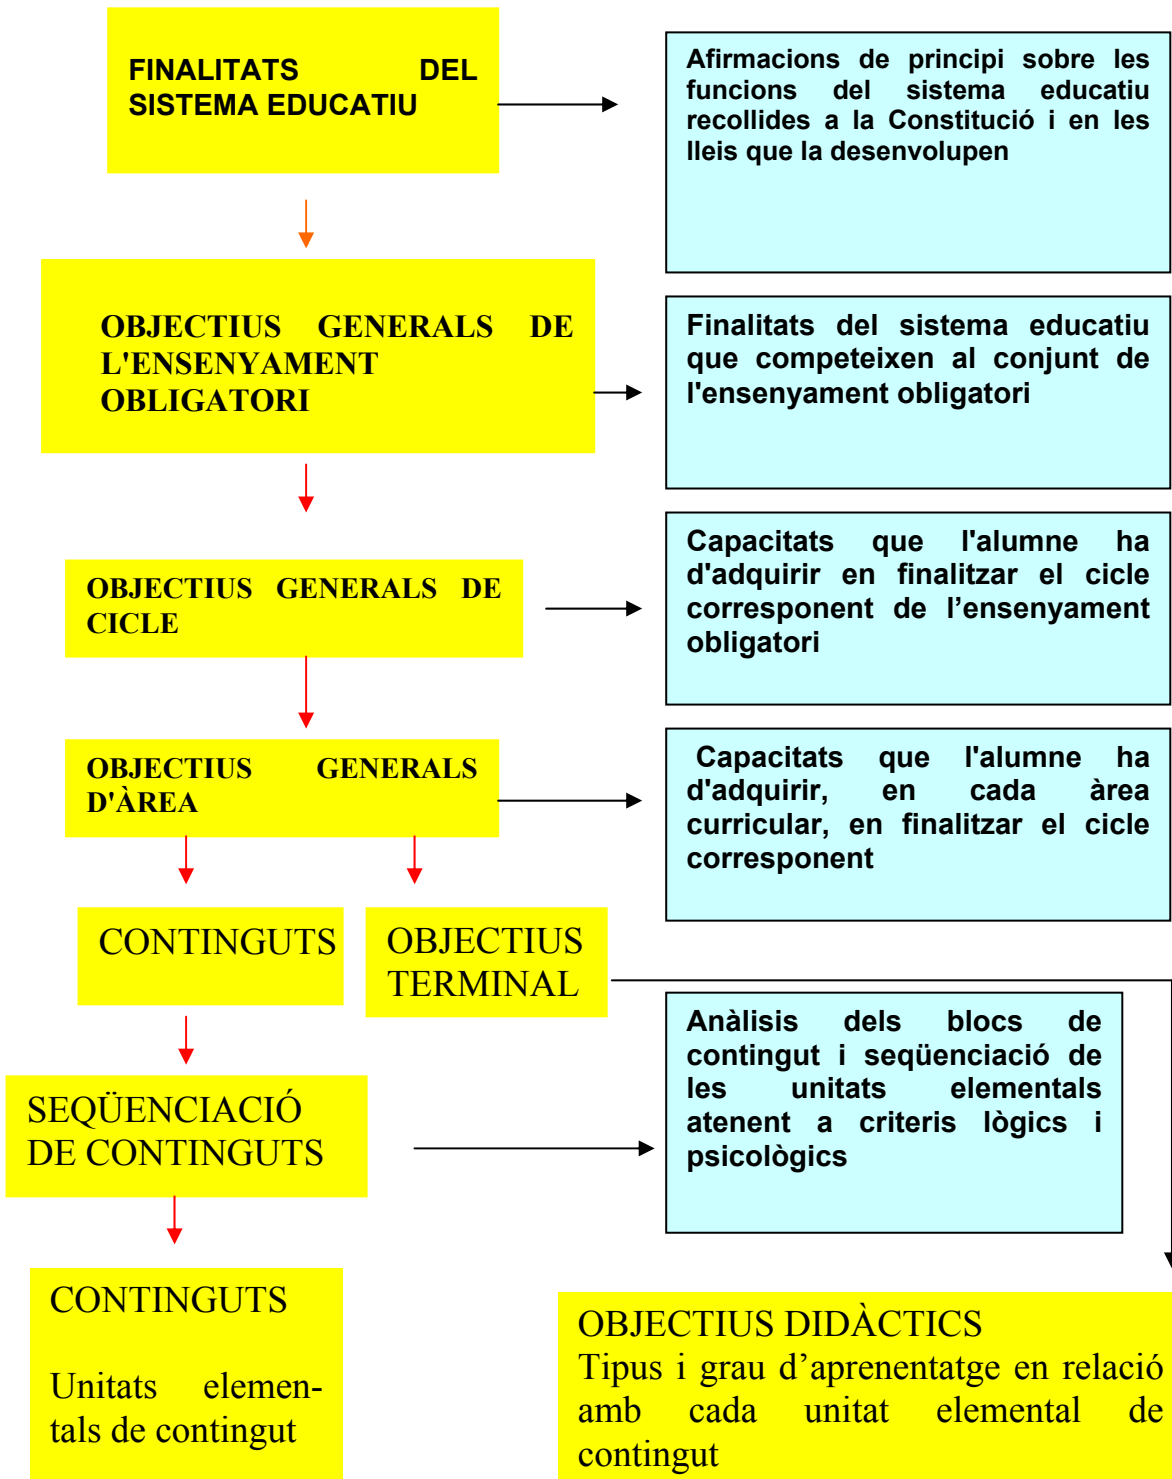 FINALITATS DEL
SISTEMA EDUCATIU
Afirmacions de principi sobre les
funcions del sistema educatiu
recollides a la Constitució i en les
lleis que la desenvolupen
OBJECTIUS GENERALS DE
L'ENSENYAMENT
OBLIGATORI
Finalitats del sistema educatiu
que competeixen al conjunt de
l'ensenyament obligatori
OBJECTIUS GENERALS DE
CICLE
Capacitats que l'alumne ha
d'adquirir en finalitzar el cicle
corresponent de l’ensenyament
obligatori
OBJECTIUS GENERALS
D'ÀREA
Capacitats que l'alumne ha
d'adquirir, en cada àrea
curricular, en finalitzar el cicle
corresponent
CONTINGUTS
OBJECTIUS
TERMINAL
Anàlisis dels blocs de
contingut i seqüenciació de
les unitats elementals
atenent a criteris lògics i
psicològics
SEQÜENCIACIÓ
DE CONTINGUTS
CONTINGUTS
Unitats elemen-
tals de contingut
OBJECTIUS DIDÀCTICS
Tipus i grau d’aprenentatge en relació
amb cada unitat elemental de
contingut